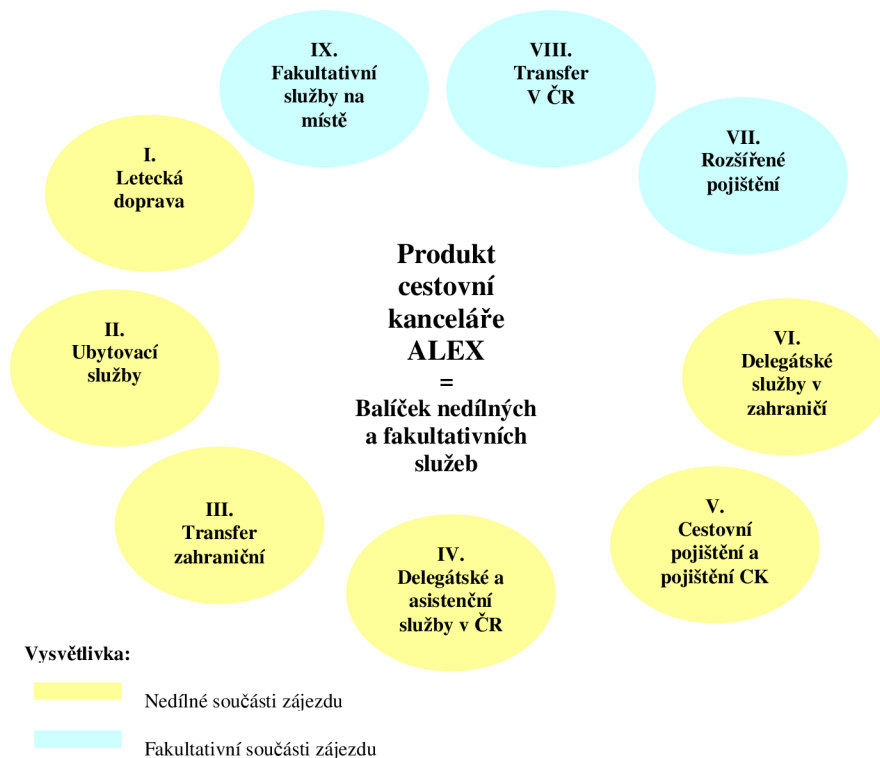 IX.
Fakultativní
služby na
místě
VIII.
Transfer
V ČR
VII.
Rozšířené
pojištění
I.
Letecká
doprava
Produkt
cestovní
kanceláře
ALEX
=
Balíček nedílných
a fakultativních
služeb
II.
Ubytovací
služby
VI.
Delegátské
služby v
zahraničí
III.
Transfer
zahraniční
V.
Cestovní
pojištění a
pojištění CK
IV.
Delegátské a
asistenční
služby v ČR
Vysvětlivka:
Nedílné součásti zájezdu
Fakultativní součásti zájezdu